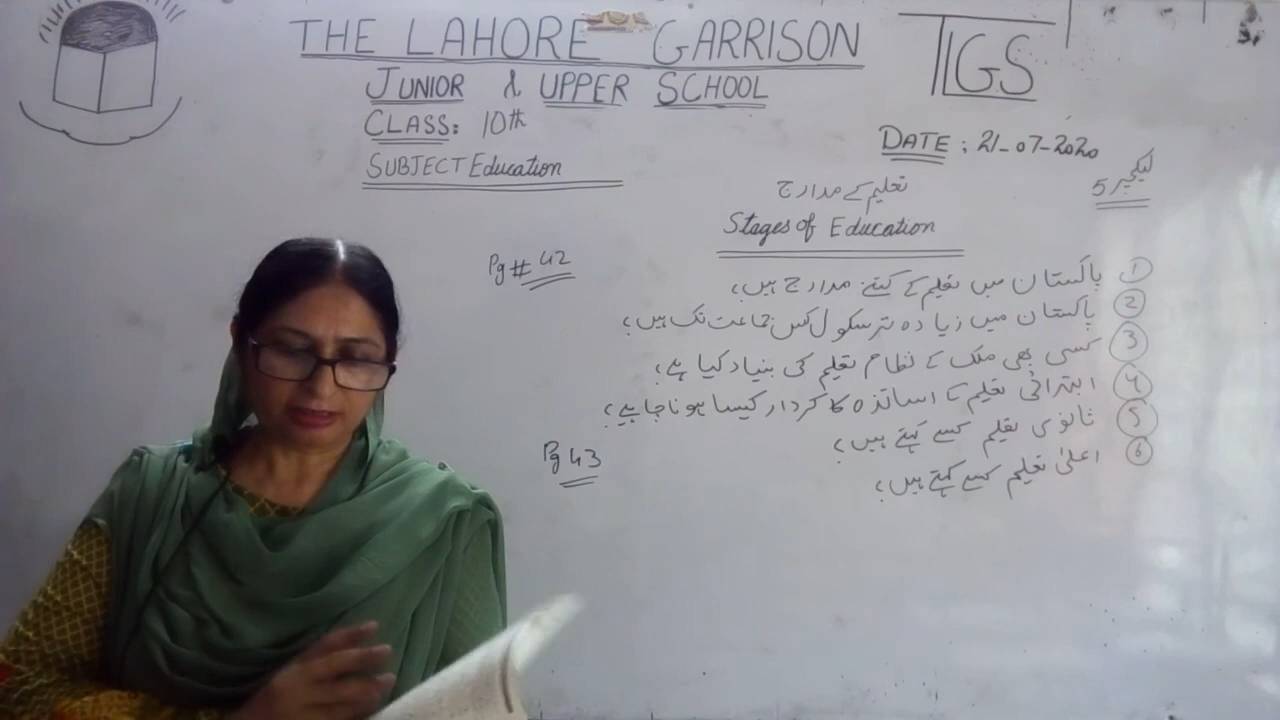 THE LAHORE GARRISON
TLGS
JUNIOR & UPPER SCHOOL
CLASS: 10th
DATE: 21-07-2020
SUBJECT Education
لیکچر 5
تعلیم کے مدارج
Stages of Education
Pg # 42
① پاکستان میں تعلیم کے کتنے مدارج ہیں؟
② پاکستان میں زیادہ تر سکول کس جماعت تک ہیں؟
③ کسی بھی ملک کے نظام تعلیم کی بنیاد کیا ہے؟
④ ابتدائی تعلیم کے اساتذہ کا کردار کیسا ہونا چاہیے؟
⑤ ثانوی تعلیم کسے کہتے ہیں؟
Pg 43
⑥ اعلیٰ تعلیم کسے کہتے ہیں؟